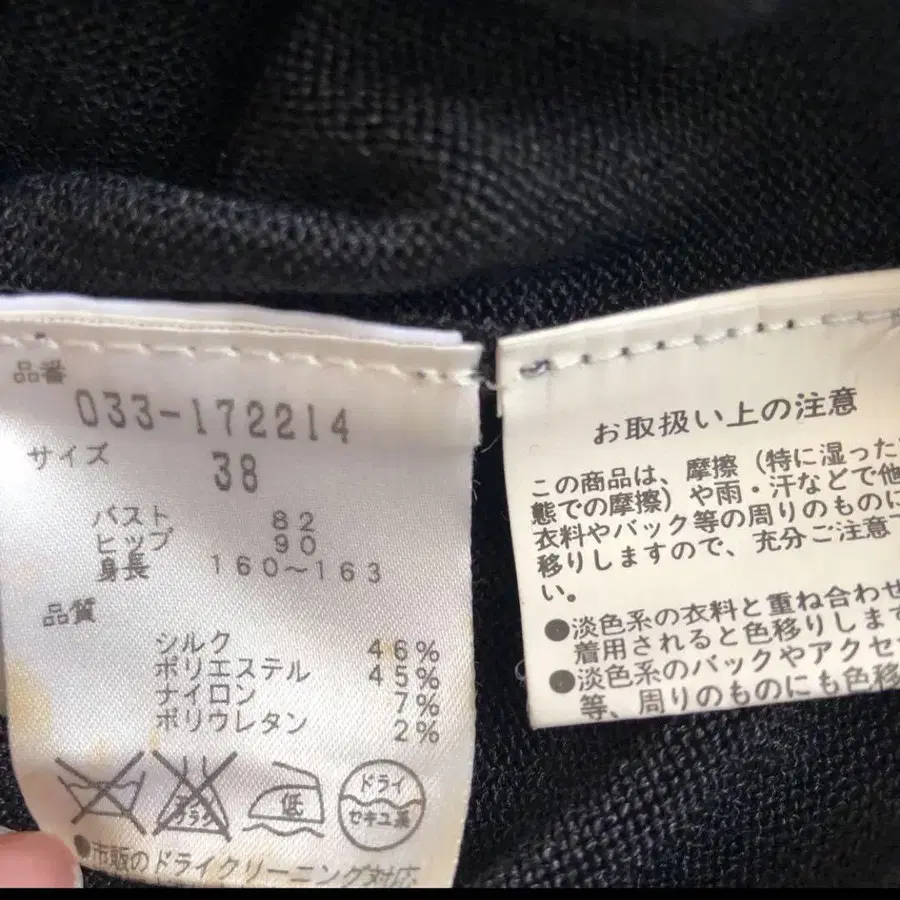 品番
033-172214
サイズ
38
バスト 82
ヒップ 90
身長 160～163
品質
シルク 46%
ポリエステル 45%
ナイロン 7%
ポリウレタン 2%
低
ドライ
セキユ系
●市販のドライクリーニング対応
お取扱い上の注意
この商品は、摩擦（特に湿った
態での摩擦）や雨・汗などで他
衣料やバック等の周りのものに
移りしますので、充分ご注意
い。
●淡色系の衣料と重ね合わせ
着用されると色移りします
●淡色系のバックやアクセ
等、周りのものにも色移